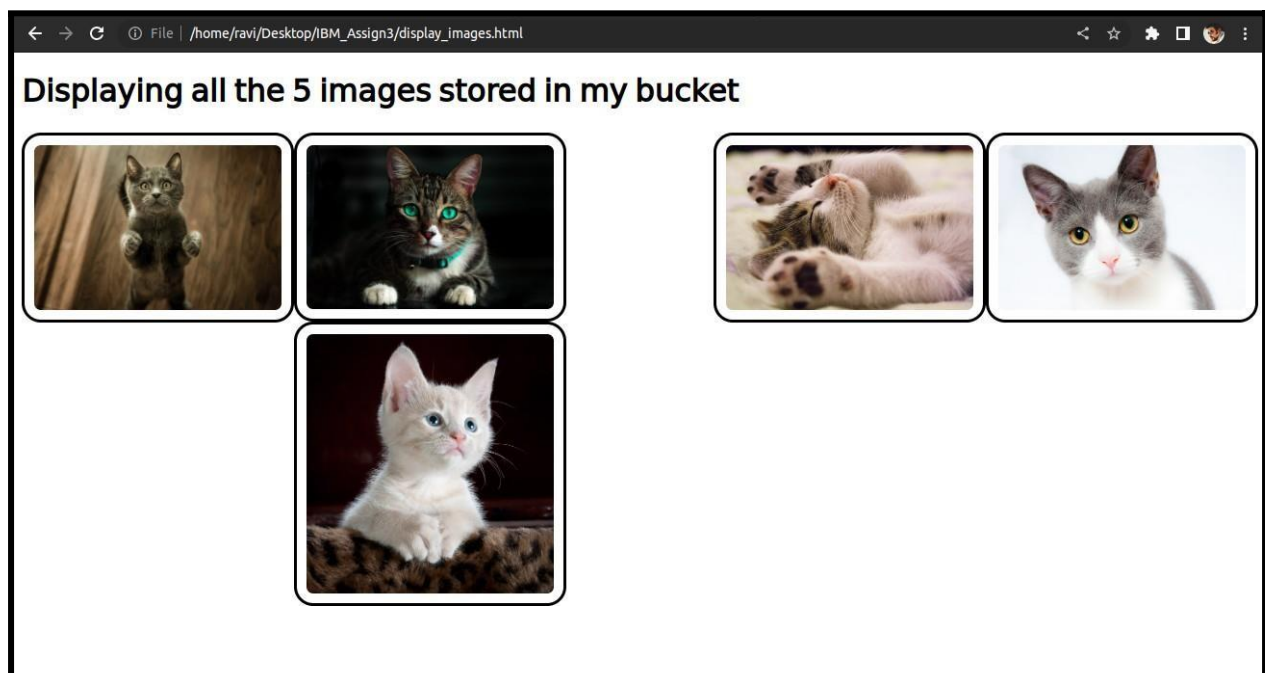 File | /home/ravi/Desktop/IBM_Assign3/display_images.html
Displaying all the 5 images stored in my bucket